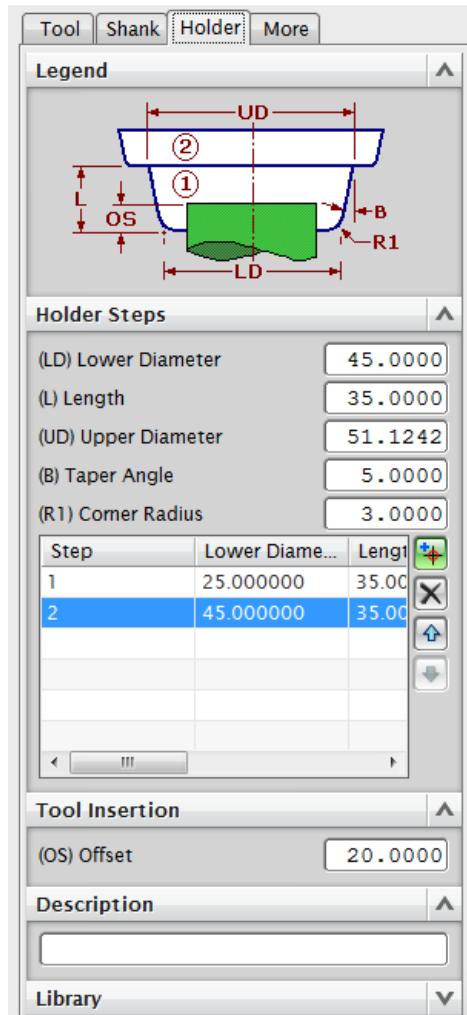 Tool Shank Holder More
Legend
UD
2
1
L
OS
B
R1
LD
Holder Steps
(LD) Lower Diameter 45.0000
(L) Length 35.0000
(UD) Upper Diameter 51.1242
(B) Taper Angle 5.0000
(R1) Corner Radius 3.0000
Step Lower Diame... Lengt
1 25.000000 35.00
2 45.000000 35.00
Tool Insertion
(OS) Offset 20.0000
Description
Library